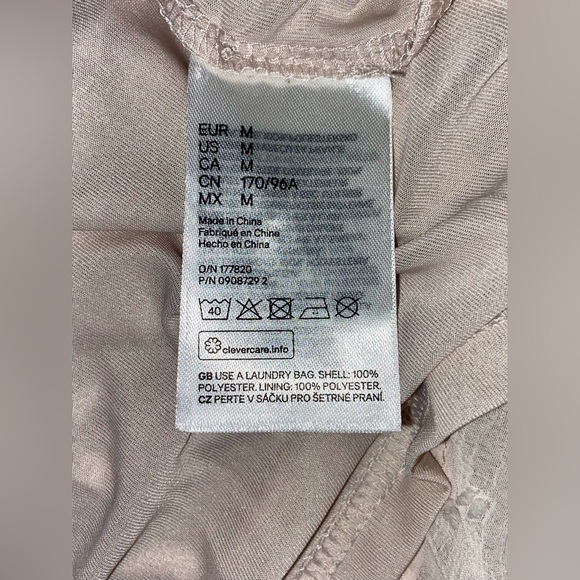 EUR M
US M
CA M
CN 170/96A
MX M
Made in China
Fabriqué en Chine
Hecho en China
O/N 177820
P/N 0908729 2
40
clevercare.info
GB USE A LAUNDRY BAG. SHELL: 100%
POLYESTER. LINING: 100% POLYESTER.
CZ PERTE V SÁČKU PRO ŠETRNÉ PRANÍ.